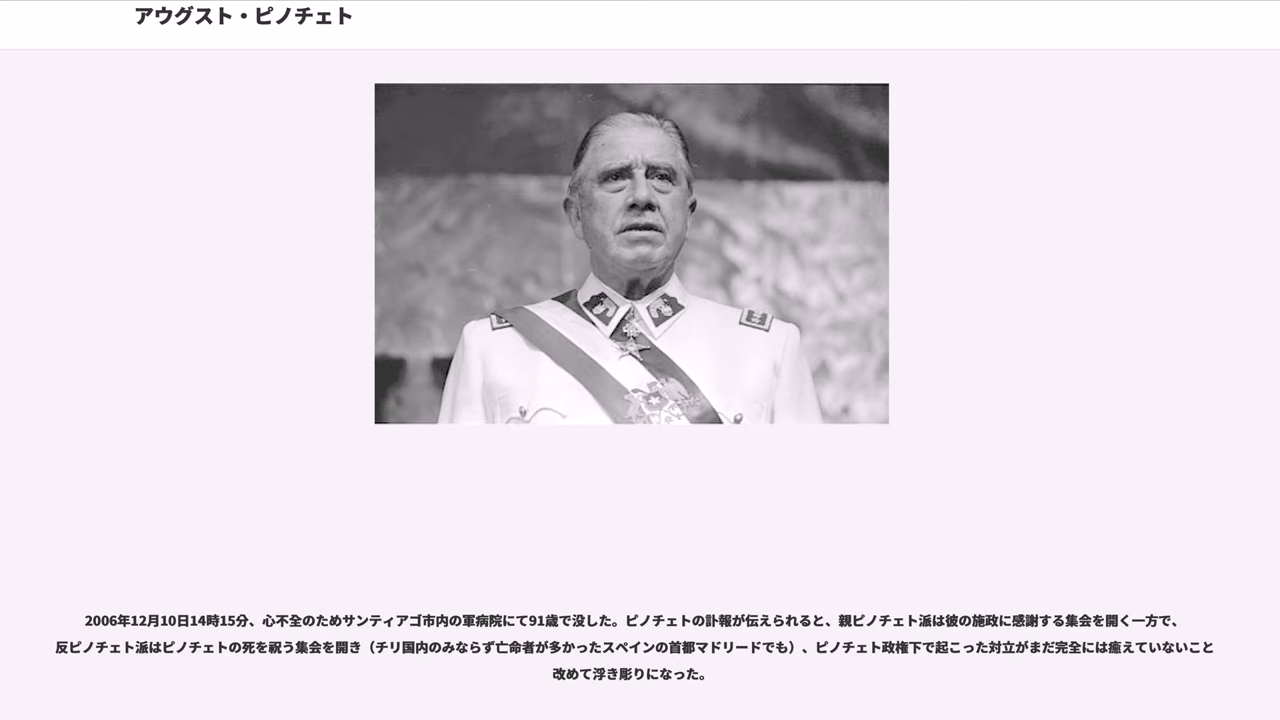 アウグスト・ピノチェト
2006年12月10日14時15分、心不全のためサンティアゴ市内の軍病院にて91歳で没した。ピノチェトの訃報が伝えられると、親ピノチェト派は彼の施政に感謝する集会を開く一方で、
反ピノチェト派はピノチェトの死を祝う集会を開き（チリ国内のみならず亡命者が多かったスペインの首都マドリードでも）、ピノチェト政権下で起こった対立がまだ完全には癒えていないこと
改めて浮き彫りになった。